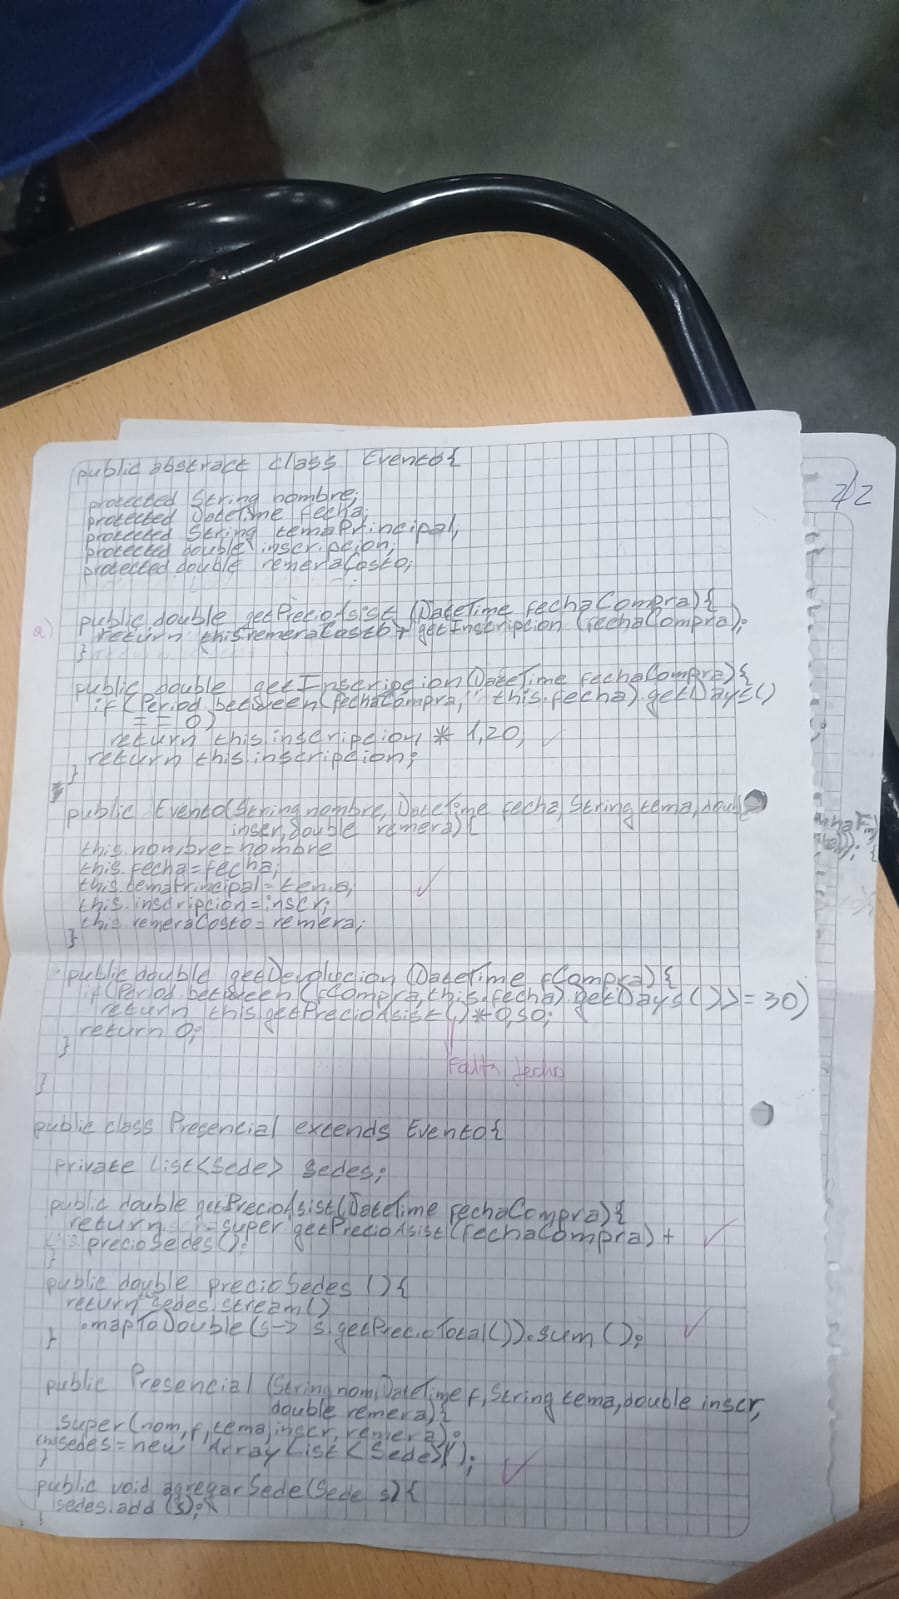 2/2
public abstract class Evento{
protected String nombre;
protected DateTime fecha;
protected String temaPrincipal;
protected double inscripcion;
protected double remeraCosto;
a)
public double getPrecioAsist (DateTime fechaCompra){
return this.remeraCosto + getInscripcion (fechaCompra);
}
public double getInscripcion (DateTime fechaCompra){
if (Period.between (fechaCompra, this.fecha).getDays()
== 0)
return this.inscripcion * 1,20;
return this.inscripcion;
}
public Evento(String nombre, DateTime fecha, String tema, doub
inscr, double remera){
this.nombre=nombre
this.fecha=fecha;
this.temaPrincipal=tema;
this.inscripcion=inscr;
this.remeraCosto=remera;
}
public double getDevolucion (DateTime fCompra){
if (Period.between (fCompra, this.fecha).getDays()>=30)
return this.getPrecioAsist()*0,50;
return 0;
}
Falta fecha
}
public class Presencial extends Evento{
private List<Sede> sedes;
public double getPrecioAsist(DateTime fechaCompra){
return super.getPrecioAsist(fechaCompra) +
precioSedes();
}
public double precioSedes (){
return sedes.stream()
.mapToDouble(s-> s.getPrecioTotal()).sum();
}
public Presencial (String nom, DateTime f, String tema, double inscr,
double remera){
super(nom, f, tema, inscr, remera);
sedes=new ArrayList<Sede>();
}
public void agregarSede(Sede s){
sedes.add (s);
}